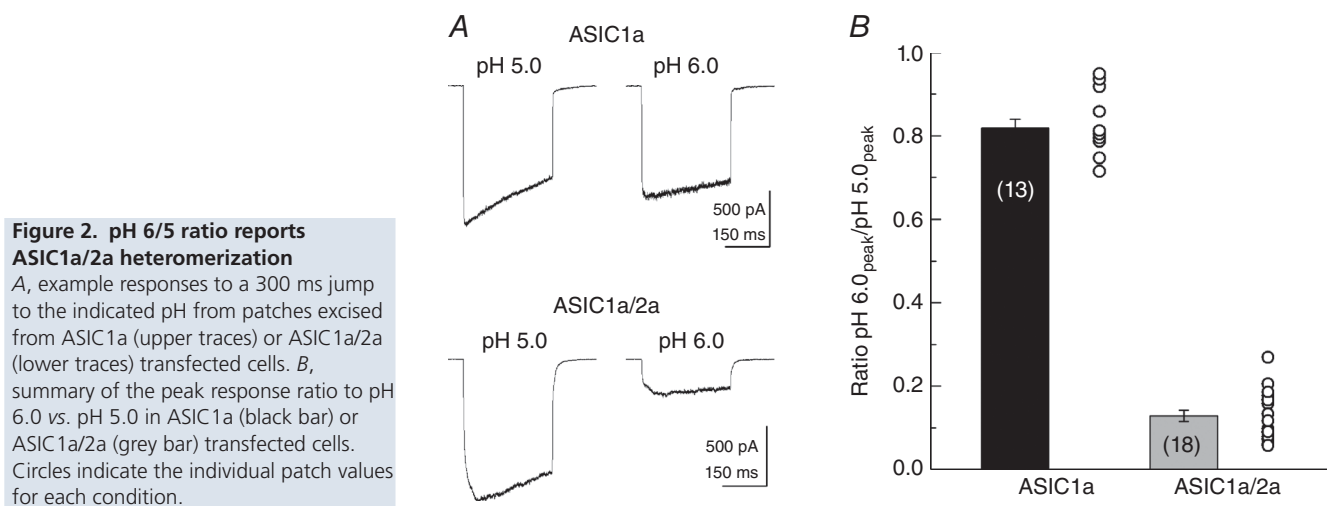 Figure 2. pH 6/5 ratio reports
ASIC1a/2a heteromerization
A, example responses to a 300 ms jump
to the indicated pH from patches excised
from ASIC1a (upper traces) or ASIC1a/2a
(lower traces) transfected cells. B,
summary of the peak response ratio to pH
6.0 vs. pH 5.0 in ASIC1a (black bar) or
ASIC1a/2a (grey bar) transfected cells.
Circles indicate the individual patch values
for each condition.
A
ASIC1a
pH 5.0
pH 6.0
500 pA
150 ms
ASIC1a/2a
pH 5.0
pH 6.0
500 pA
150 ms
B
Ratio pH 6.0peak/pH 5.0peak
1.0
0.8
0.6
0.4
0.2
0.0
(13)
(18)
ASIC1a
ASIC1a/2a